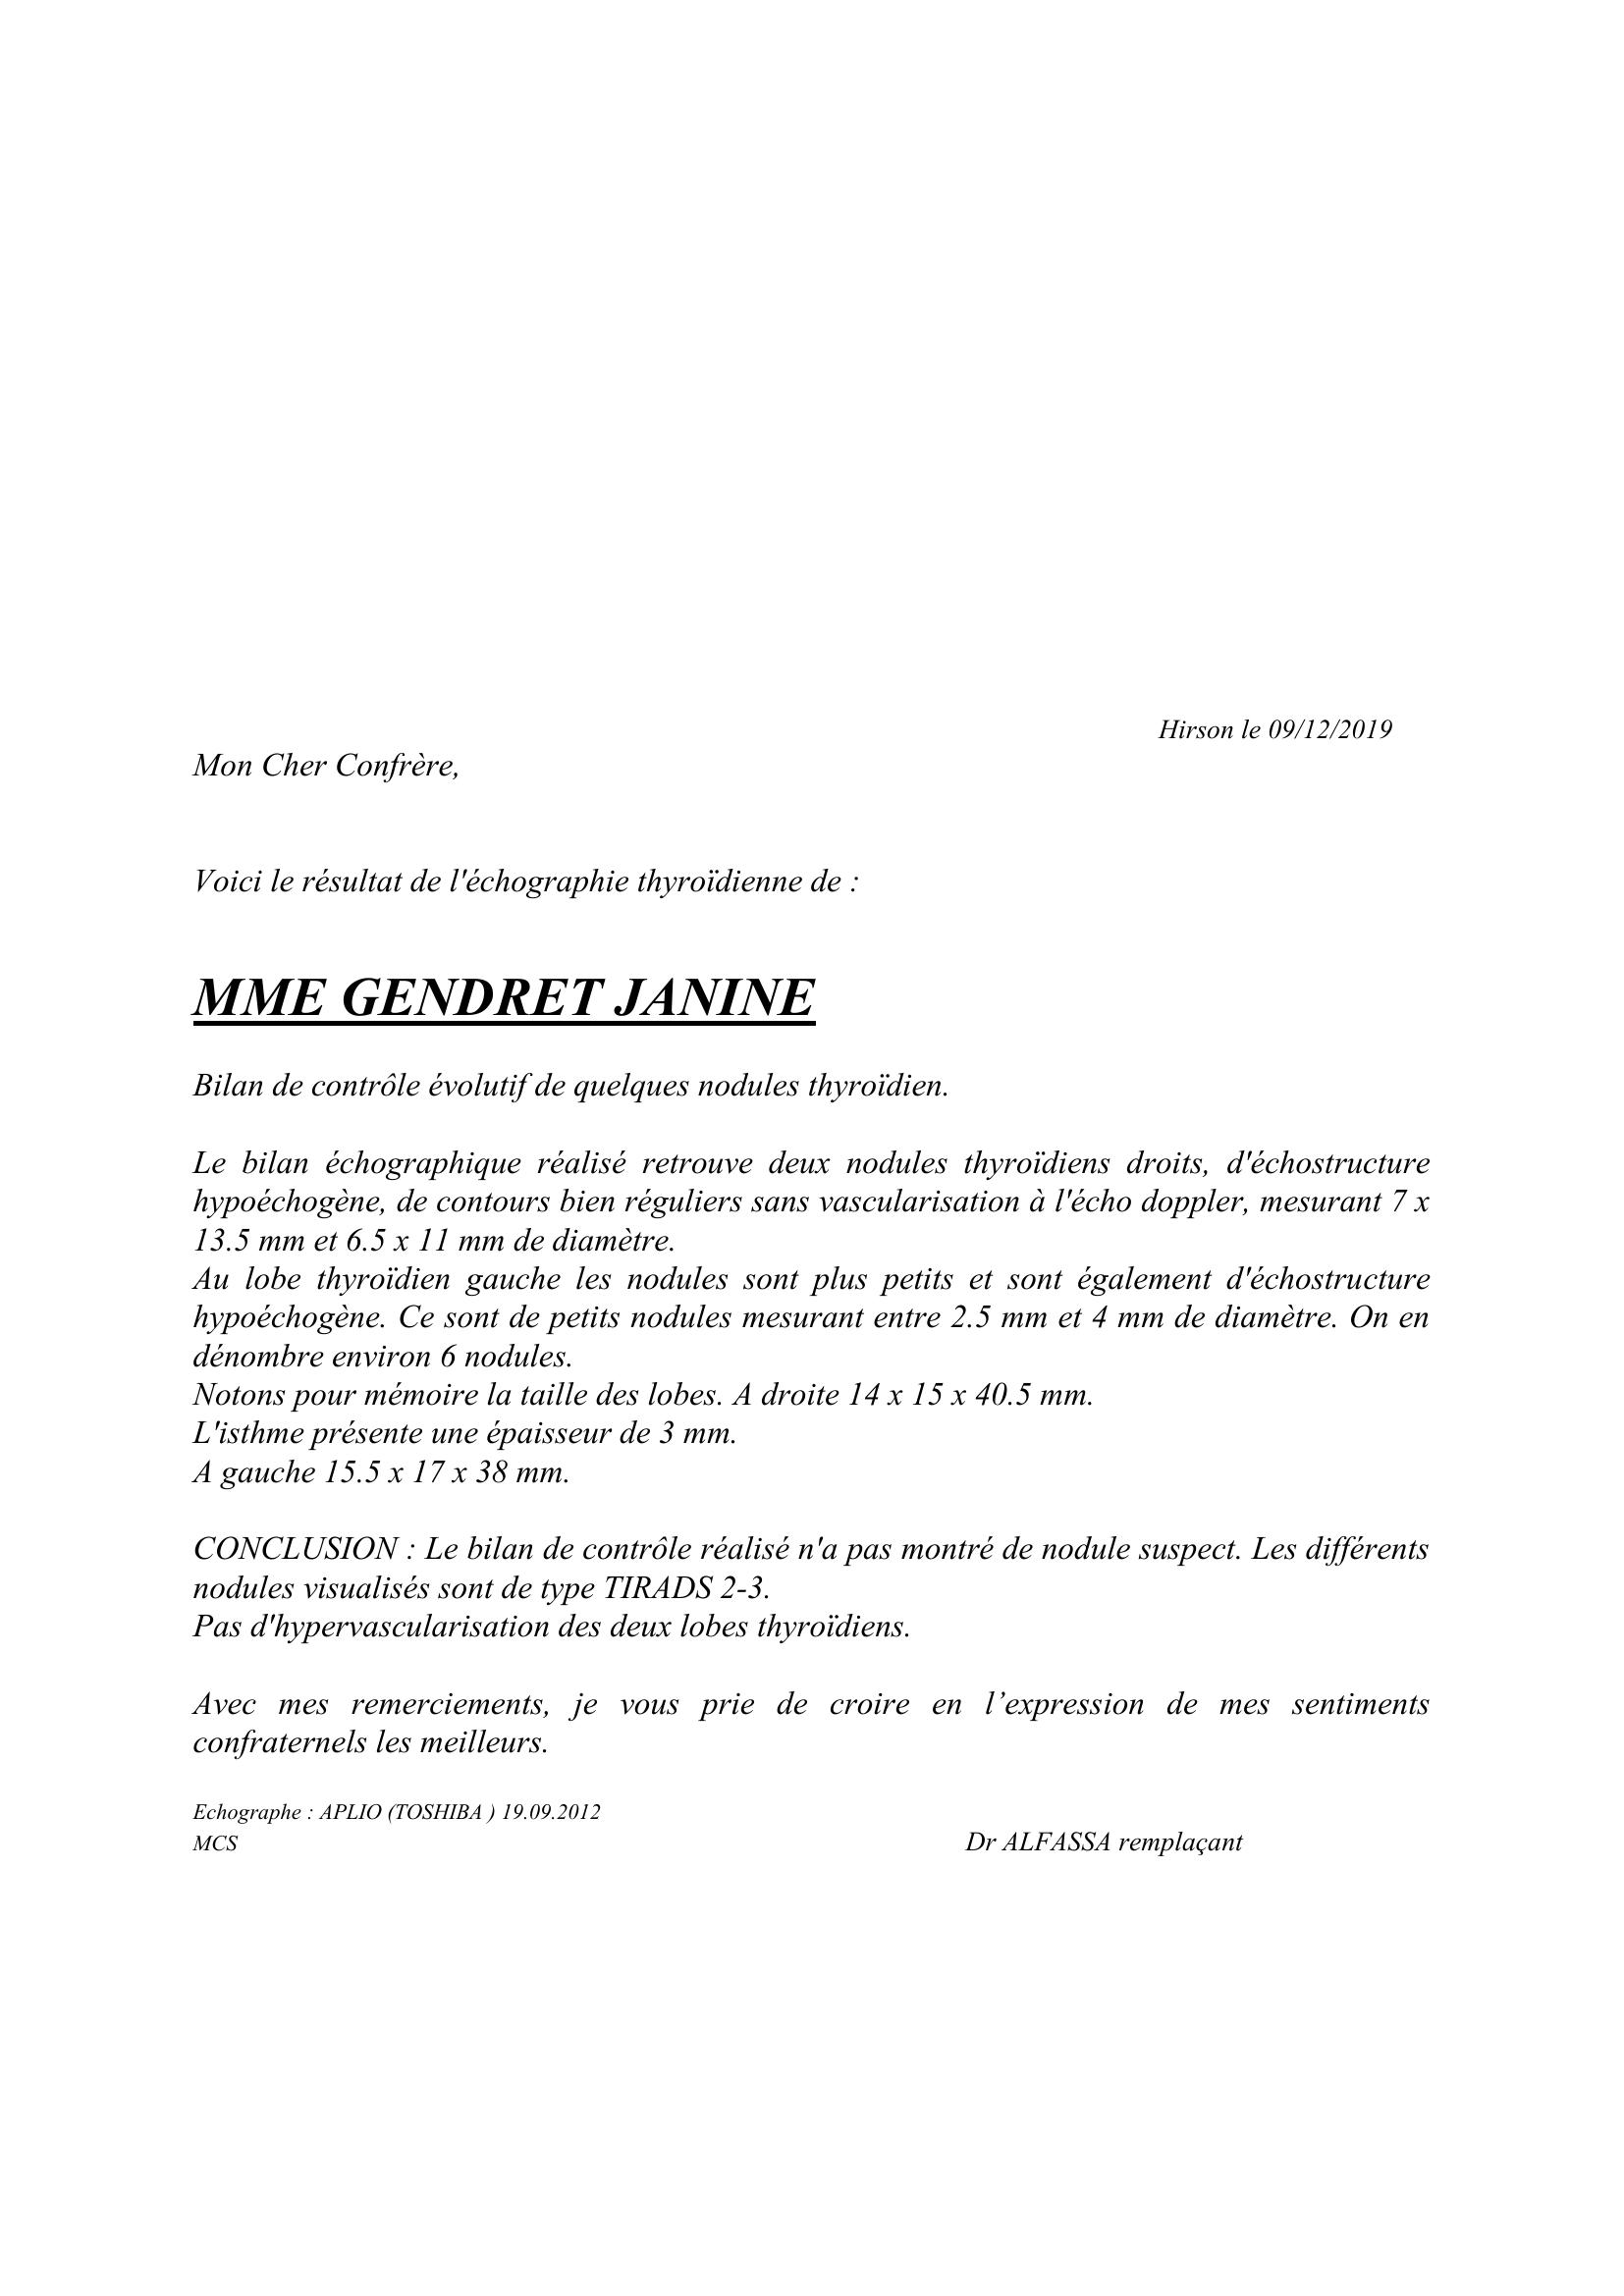 Hirson le 09/12/2019
Mon Cher Confrère,
Voici le résultat de l'échographie thyroïdienne de :
MME GENDRET JANINE
Bilan de contrôle évolutif de quelques nodules thyroïdien.
Le bilan échographique réalisé retrouve deux nodules thyroïdiens droits, d'échostructure
hypoéchogène, de contours bien réguliers sans vascularisation à l'écho doppler, mesurant 7 x
13.5 mm et 6.5 x 11 mm de diamètre.
Au lobe thyroïdien gauche les nodules sont plus petits et sont également d'échostructure
hypoéchogène. Ce sont de petits nodules mesurant entre 2.5 mm et 4 mm de diamètre. On en
dénombre environ 6 nodules.
Notons pour mémoire la taille des lobes. A droite 14 x 15 x 40.5 mm.
L'isthme présente une épaisseur de 3 mm.
A gauche 15.5 x 17 x 38 mm.
CONCLUSION : Le bilan de contrôle réalisé n'a pas montré de nodule suspect. Les différents
nodules visualisés sont de type TIRADS 2-3.
Pas d'hypervascularisation des deux lobes thyroïdiens.
Avec mes remerciements, je vous prie de croire en l’expression de mes sentiments
confraternels les meilleurs.
Echographe : APLIO (TOSHIBA ) 19.09.2012
MCS Dr ALFASSA remplaçant